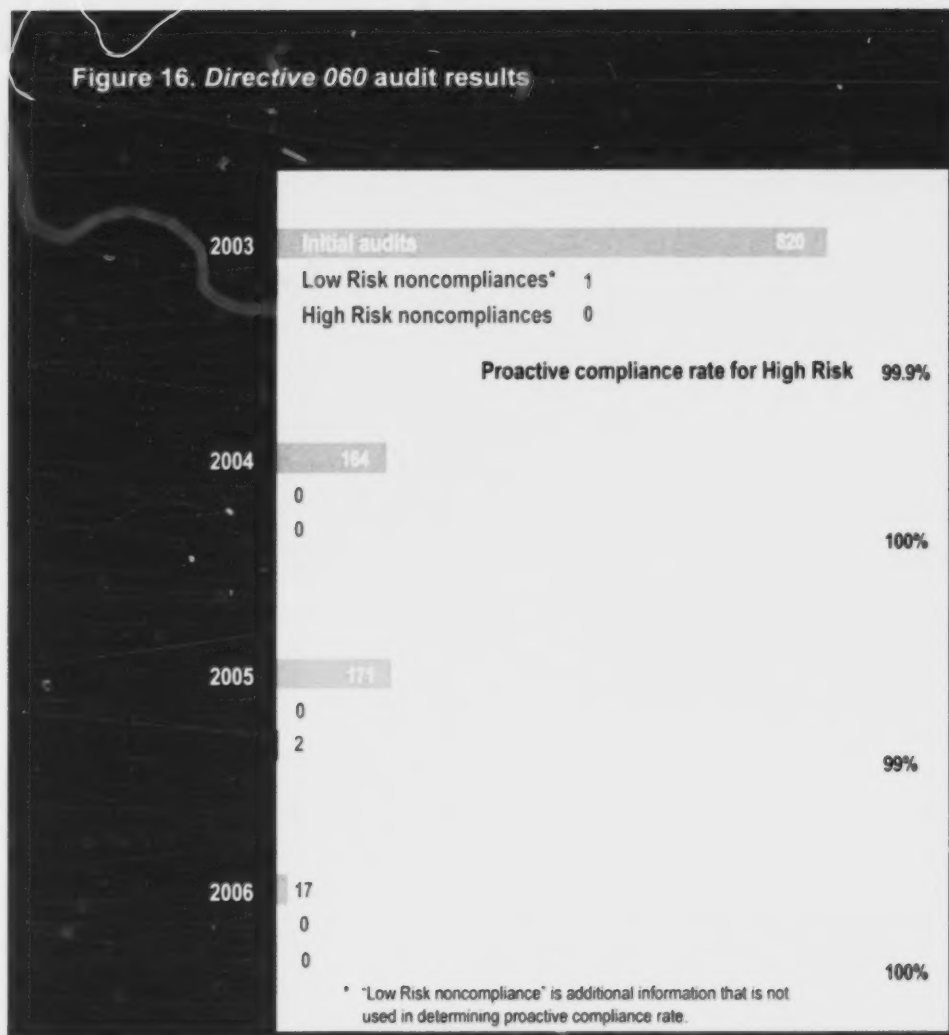 Figure 16. Directive 060 audit results
2003 Initial audits 820
Low Risk noncompliances* 1
High Risk noncompliances 0
Proactive compliance rate for High Risk 99.9%
2004 164
0
0
100%
2005 171
0
2
99%
2006 17
0
0
100%
* "Low Risk noncompliance" is additional information that is not
used in determining proactive compliance rate.